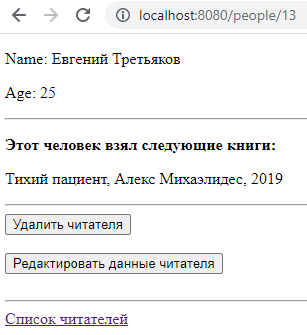 localhost:8080/people/13
Name: Евгений Третьяков
Age: 25
Этот человек взял следующие книги:
Тихий пациент, Алекс Михаэлидес, 2019
Удалить читателя
Редактировать данные читателя
Список читателей